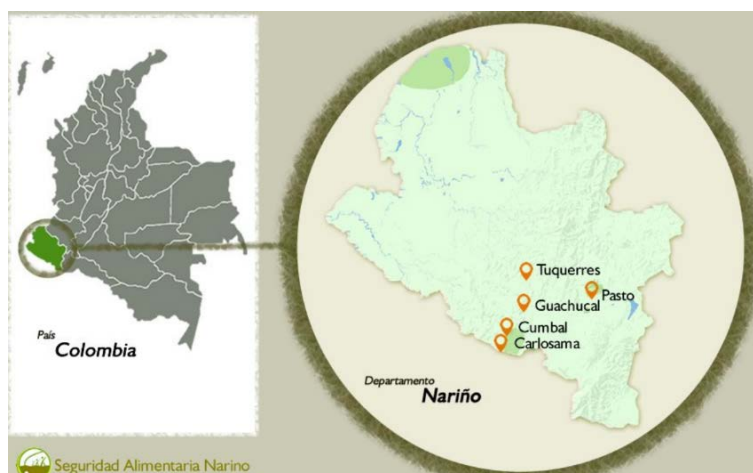 País
Colombia
Tuquerres
Pasto
Guachucal
Cumbal
Carlosama
Departamento
Nariño
Seguridad Alimentaria Narino